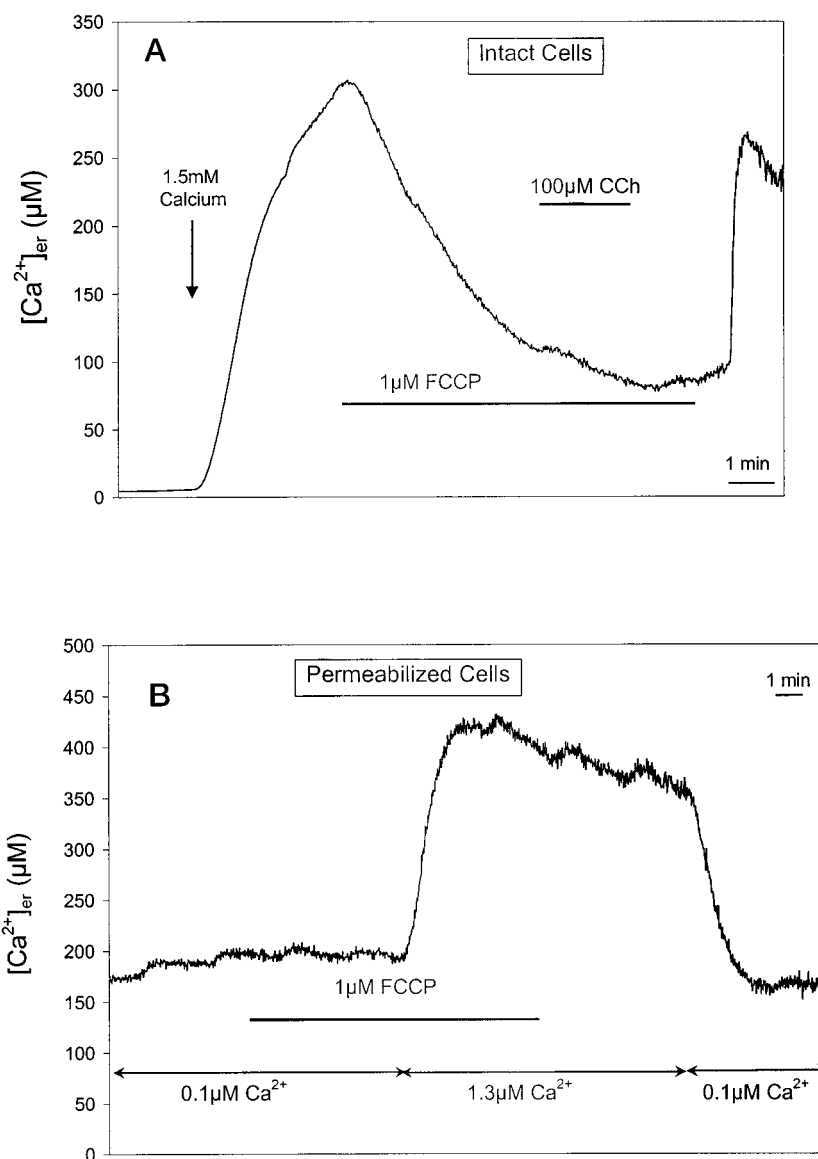 A
Intact Cells
350
300
250
200
150
100
50
0
[Ca²⁺]er (µM)
1.5mM
Calcium
100µM CCh
1µM FCCP
1 min
B
Permeabilized Cells
1 min
500
450
400
350
300
250
200
150
100
50
0
[Ca²⁺]er (µM)
1µM FCCP
0.1µM Ca²⁺
1.3µM Ca²⁺
0.1µM Ca²⁺